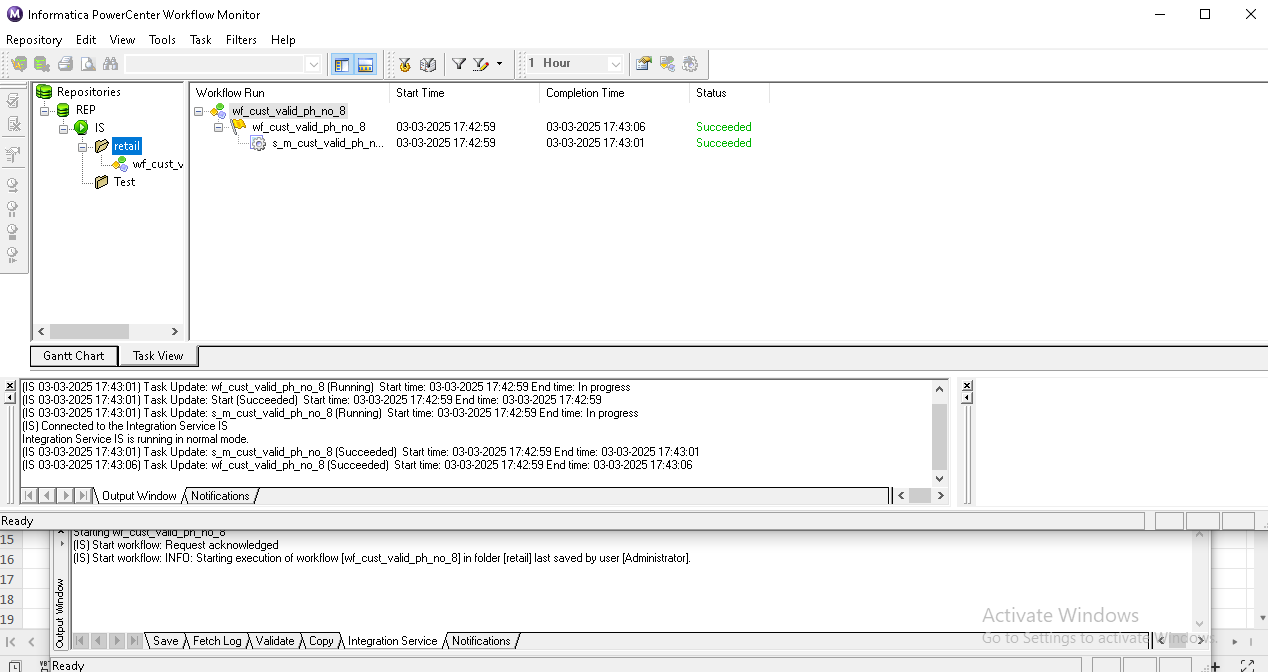 Informatica PowerCenter Workflow Monitor
Repository Edit View Tools Task Filters Help
1 Hour
Repositories
REP
IS
retail
wf_cust_v
Test
Workflow Run Start Time Completion Time Status
wf_cust_valid_ph_no_8
wf_cust_valid_ph_no_8 03-03-2025 17:42:59 03-03-2025 17:43:06 Succeeded
s_m_cust_valid_ph_n... 03-03-2025 17:42:59 03-03-2025 17:43:01 Succeeded
Gantt Chart Task View
(IS 03-03-2025 17:43:01) Task Update: wf_cust_valid_ph_no_8 (Running) Start time: 03-03-2025 17:42:59 End time: In progress
(IS 03-03-2025 17:43:01) Task Update: Start (Succeeded) Start time: 03-03-2025 17:42:59 End time: 03-03-2025 17:42:59
(IS 03-03-2025 17:43:01) Task Update: s_m_cust_valid_ph_no_8 (Running) Start time: 03-03-2025 17:42:59 End time: In progress
(IS) Connected to the Integration Service IS
Integration Service IS is running in normal mode.
(IS 03-03-2025 17:43:01) Task Update: s_m_cust_valid_ph_no_8 (Succeeded) Start time: 03-03-2025 17:42:59 End time: 03-03-2025 17:43:01
(IS 03-03-2025 17:43:06) Task Update: wf_cust_valid_ph_no_8 (Succeeded) Start time: 03-03-2025 17:42:59 End time: 03-03-2025 17:43:06
Output Window Notifications
Ready
15
16
17
18
19
Starting wf_cust_valid_ph_no_8
(IS) Start workflow: Request acknowledged
(IS) Start workflow: INFO: Starting execution of workflow [wf_cust_valid_ph_no_8] in folder [retail] last saved by user [Administrator].
Output Window
Save Fetch Log Validate Copy Integration Service Notifications
Activate Windows
Go to Settings to activate Windows.
Ready